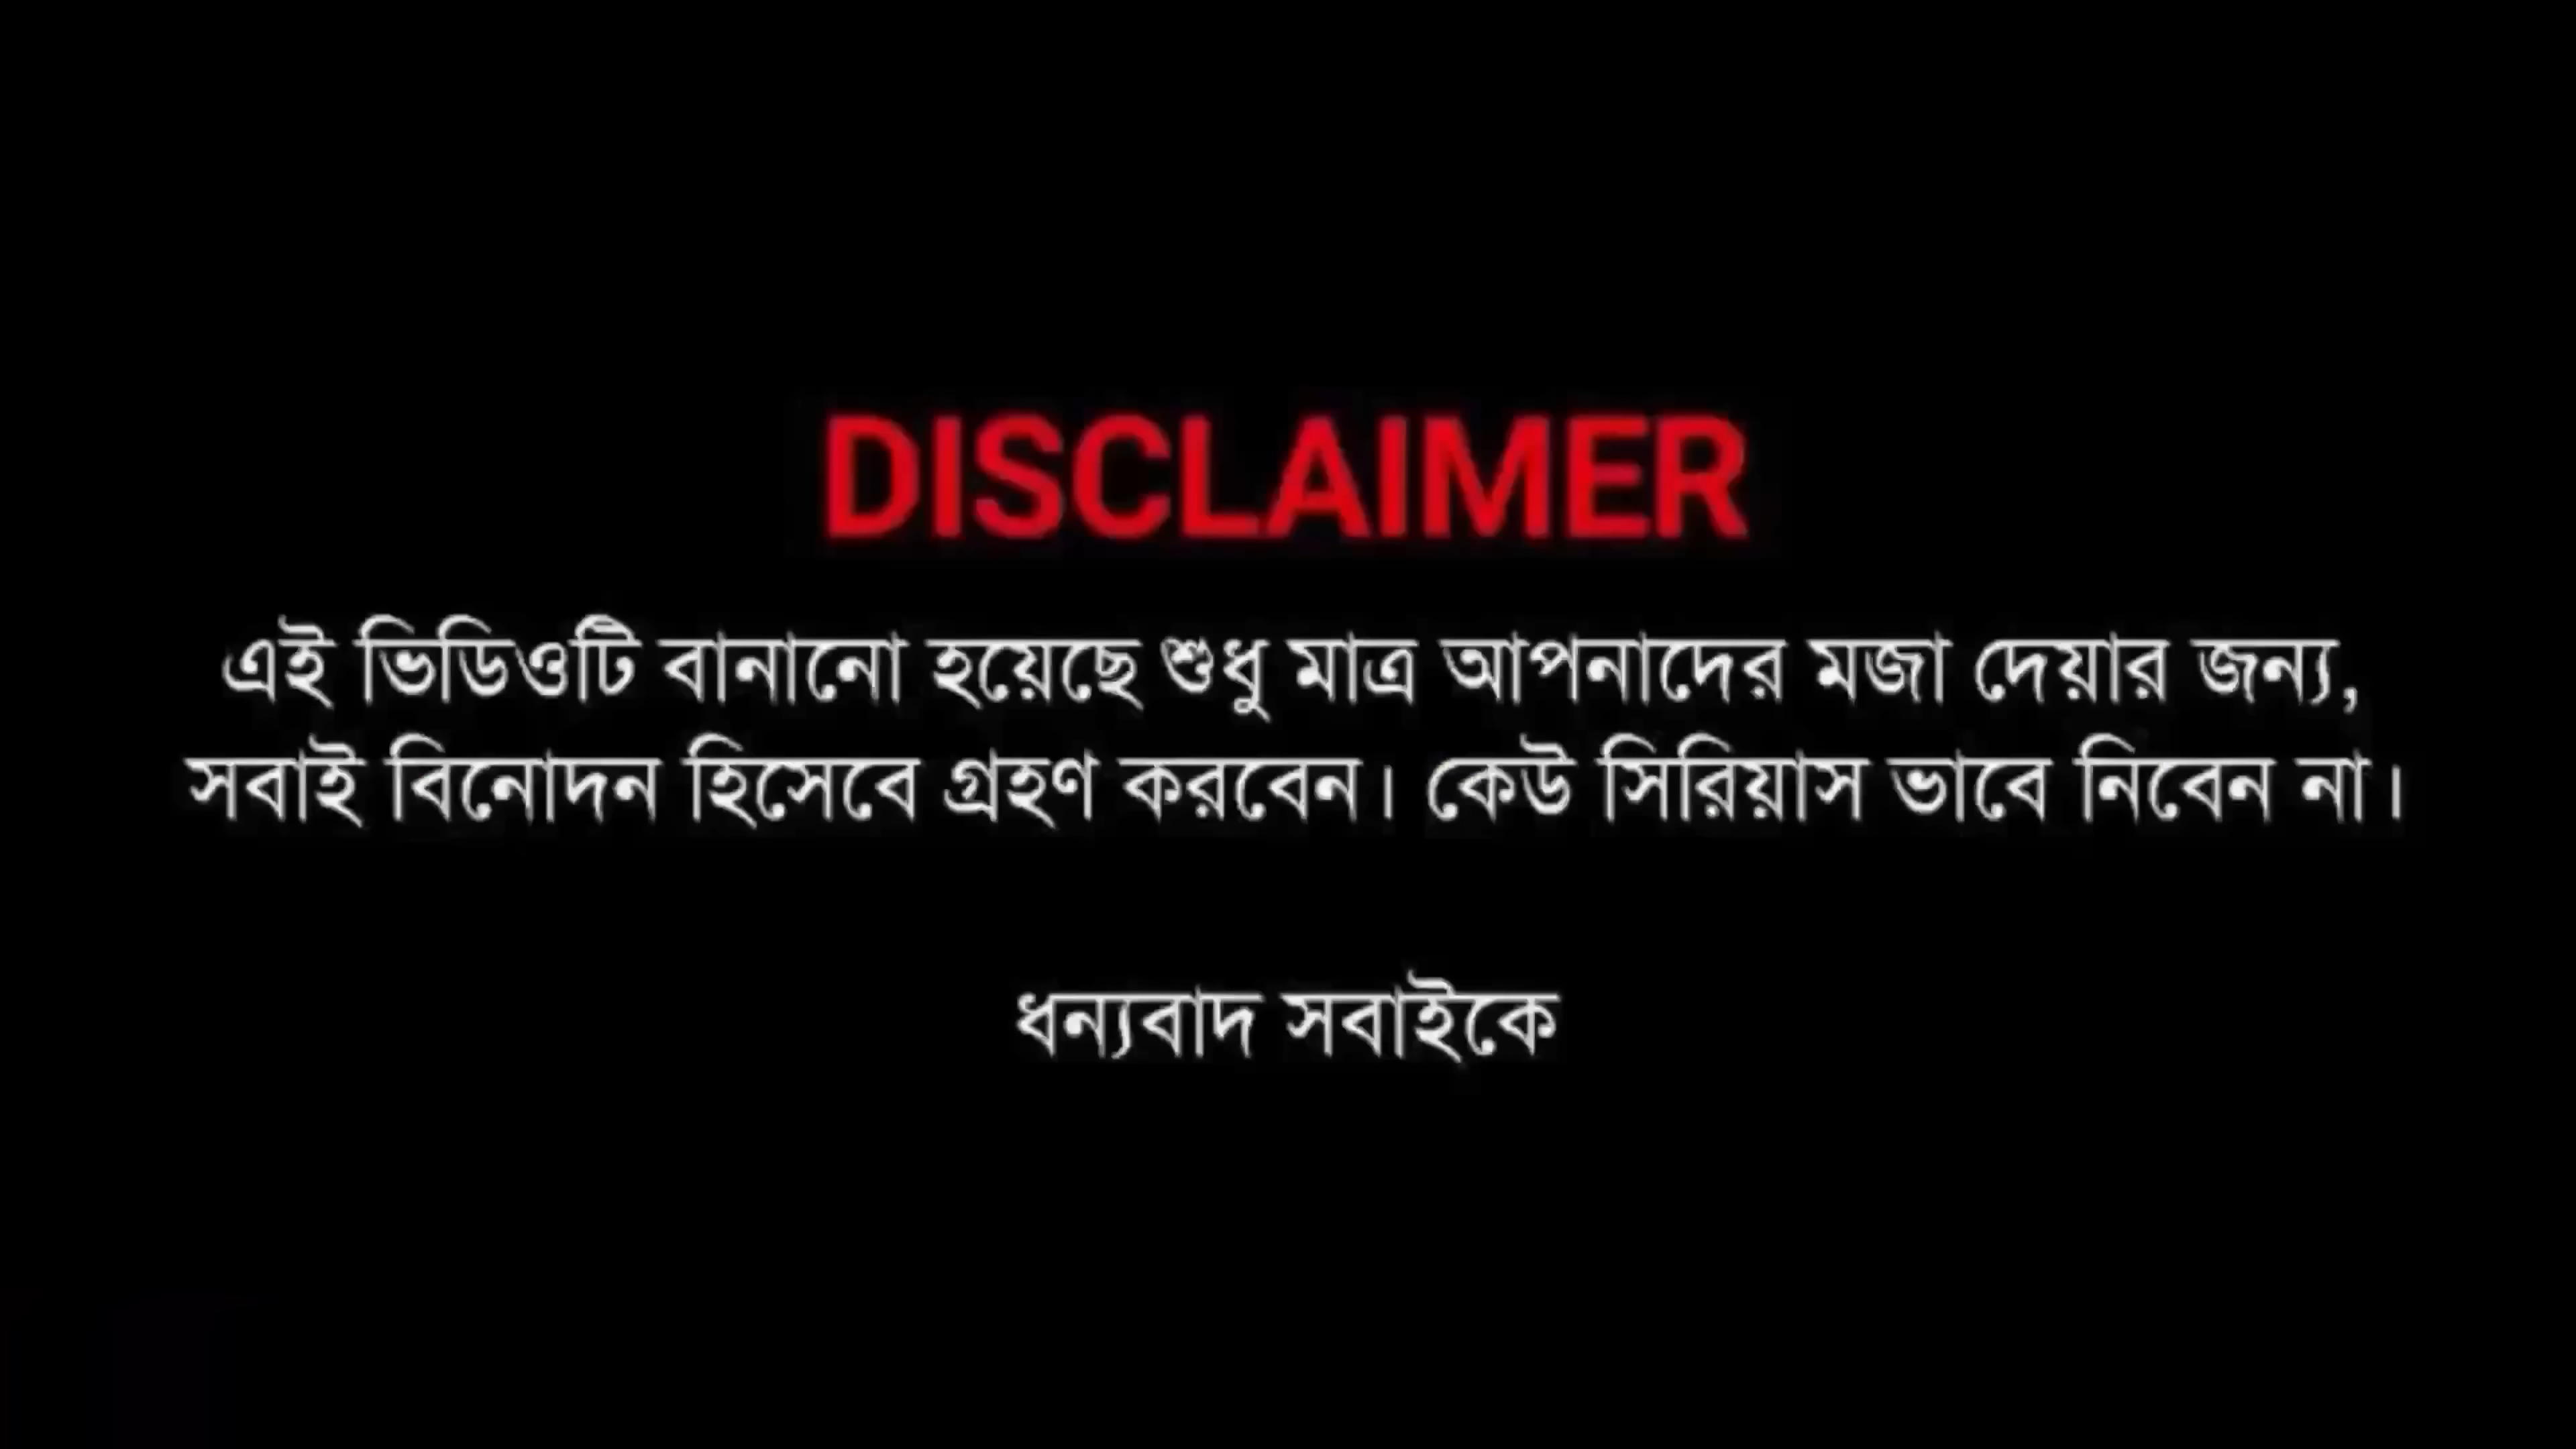 DISCLAIMER
এই ভিডিওটি বানানো হয়েছে শুধু মাত্র আপনাদের মজা দেয়ার জন্য,
সবাই বিনোদন হিসেবে গ্রহণ করবেন। কেউ সিরিয়াস ভাবে নিবেন না।
ধন্যবাদ সবাইকে